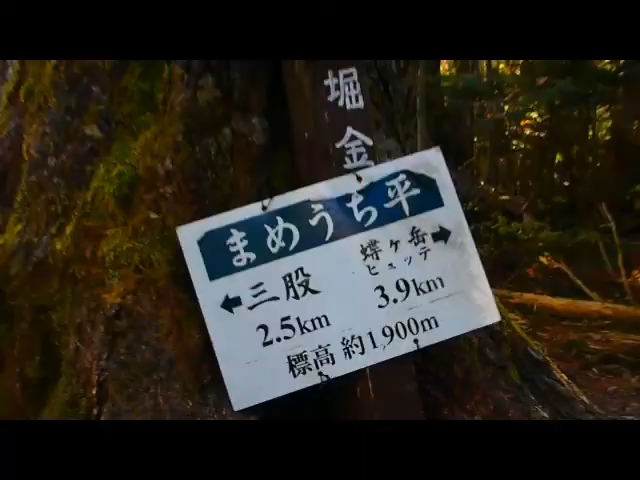 堀金
まめうち平
←三股 蝶ヶ岳→
ヒュッテ
2.5km 3.9km
標高 約1,900m